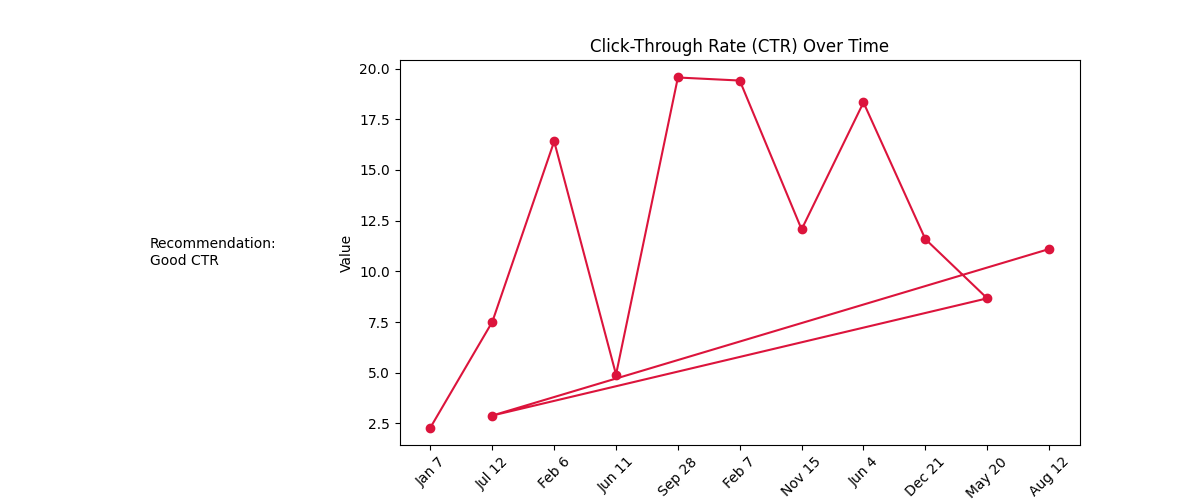 Click-Through Rate (CTR) Over Time
Recommendation:
Good CTR
Value
20.0
17.5
15.0
12.5
10.0
7.5
5.0
2.5
Jan 7
Jul 12
Feb 6
Jun 11
Sep 28
Feb 7
Nov 15
Jun 4
Dec 21
May 20
Aug 12